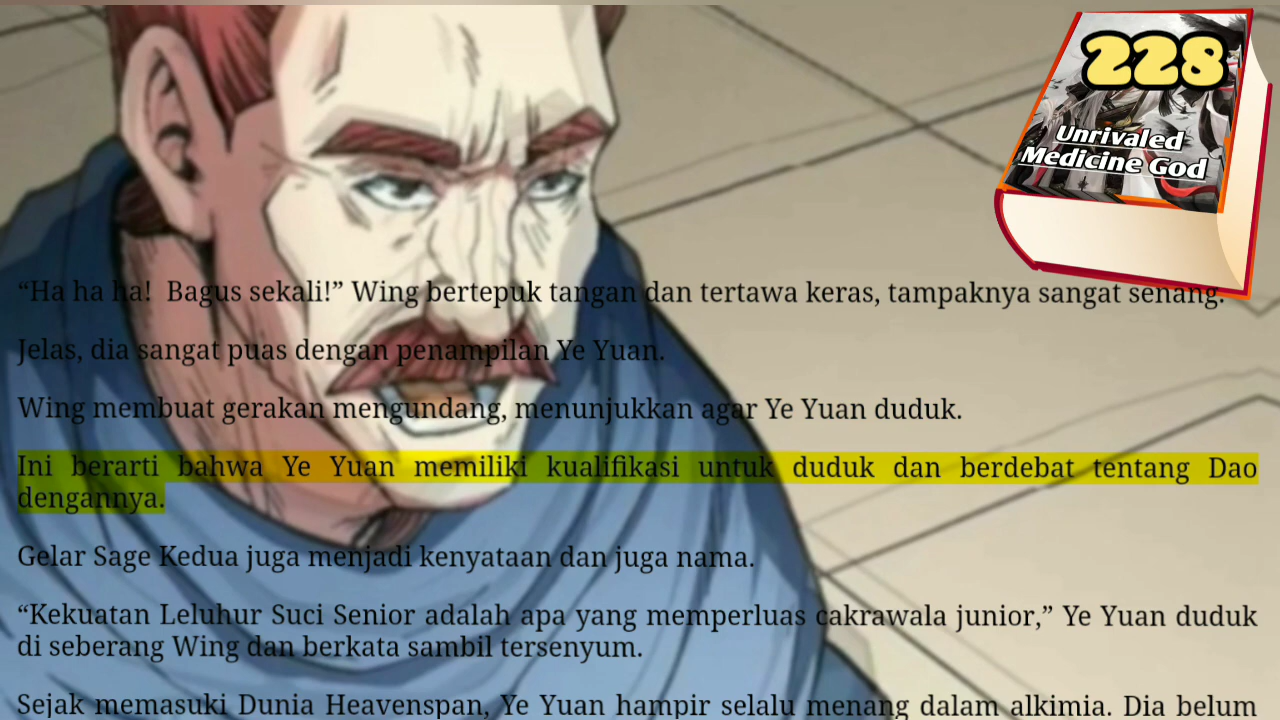 228
Unrivaled
Medicine God
“Ha ha ha!  Bagus sekali!” Wing bertepuk tangan dan tertawa keras, tampaknya sangat senang.
Jelas, dia sangat puas dengan penampilan Ye Yuan.
Wing membuat gerakan mengundang, menunjukkan agar Ye Yuan duduk.
Ini berarti bahwa Ye Yuan memiliki kualifikasi untuk duduk dan berdebat tentang Dao
dengannya.
Gelar Sage Kedua juga menjadi kenyataan dan juga nama.
“Kekuatan Leluhur Suci Senior adalah apa yang memperluas cakrawala junior,” Ye Yuan duduk
di seberang Wing dan berkata sambil tersenyum.
Sejak memasuki Dunia Heavenspan, Ye Yuan hampir selalu menang dalam alkimia. Dia belum